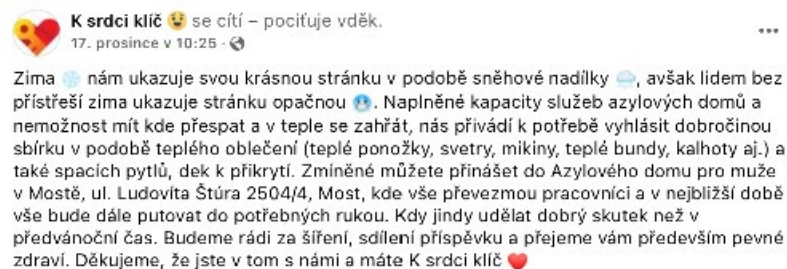 K srdci klíč 😢 se cítí – pociťuje vděk.
17. prosince v 10:25 ·
Zima ❄️ nám ukazuje svou krásnou stránku v podobě sněhové nadílky 🌨️, avšak lidem bez
přístřeší zima ukazuje stránku opačnou 🥶. Naplněné kapacity služeb azylových domů a
nemožnost mít kde přespat a v teple se zahřát, nás přivádí k potřebě vyhlásit dobročinou
sbírku v podobě teplého oblečení (teplé ponožky, svetry, mikiny, teplé bundy, kalhoty aj.) a
také spacích pytlů, dek k přikrytí. Zmíněné můžete přinášet do Azylového domu pro muže
v Mostě, ul. Ludovíta Štúra 2504/4, Most, kde vše převezmou pracovníci a v nejbližší době
vše bude dále putovat do potřebných rukou. Kdy jindy udělat dobrý skutek než v
předvánoční čas. Budeme rádi za šíření, sdílení příspěvku a přejeme vám především pevné
zdraví. Děkujeme, že jste v tom s námi a máte K srdci klíč ❤️